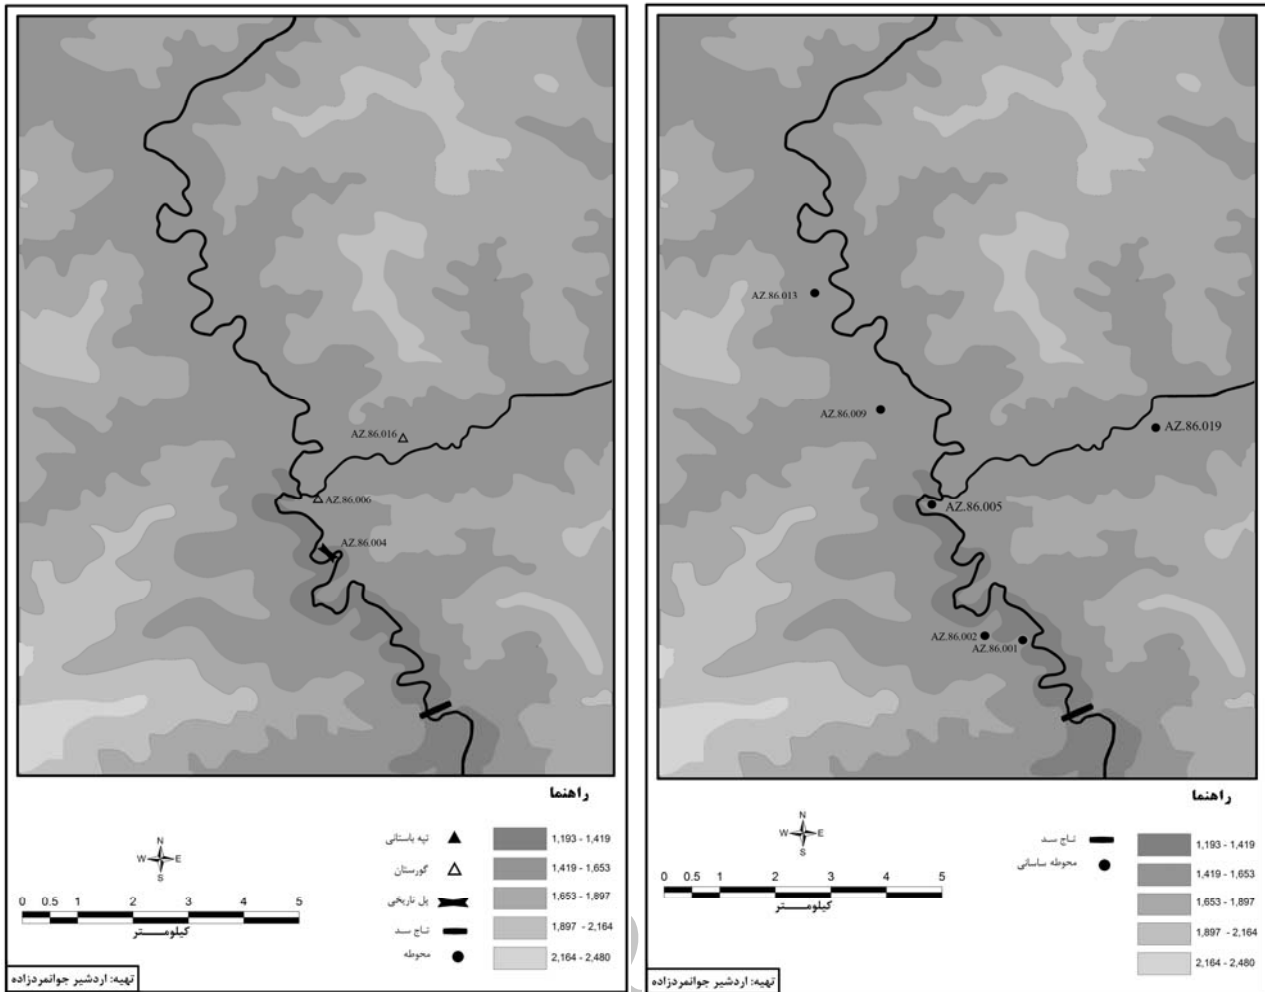 AZ.86.016
AZ.86.006
AZ.86.004
راهنما
تپه باستانی
گورستان
پل تاریخی
تاج سد
محوطه
1,193 - 1,419
1,419 - 1,653
1,653 - 1,897
1,897 - 2,164
2,164 - 2,480
N
W E
S
0 0.5 1 2 3 4 5
کیلومتر
تهیه: اردشیر جوانمردزاده
AZ.86.013
AZ.86.009
AZ.86.019
AZ.86.005
AZ.86.002
AZ.86.001
راهنما
تاج سد
محوطه ساسانی
1,193 - 1,419
1,419 - 1,653
1,653 - 1,897
1,897 - 2,164
2,164 - 2,480
N
W E
S
0 0.5 1 2 3 4 5
کیلومتر
تهیه: اردشیر جوانمردزاده